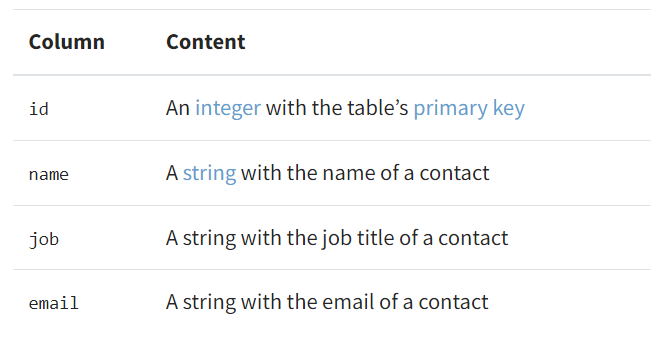 Column Content
id An integer with the table’s primary key
name A string with the name of a contact
job A string with the job title of a contact
email A string with the email of a contact